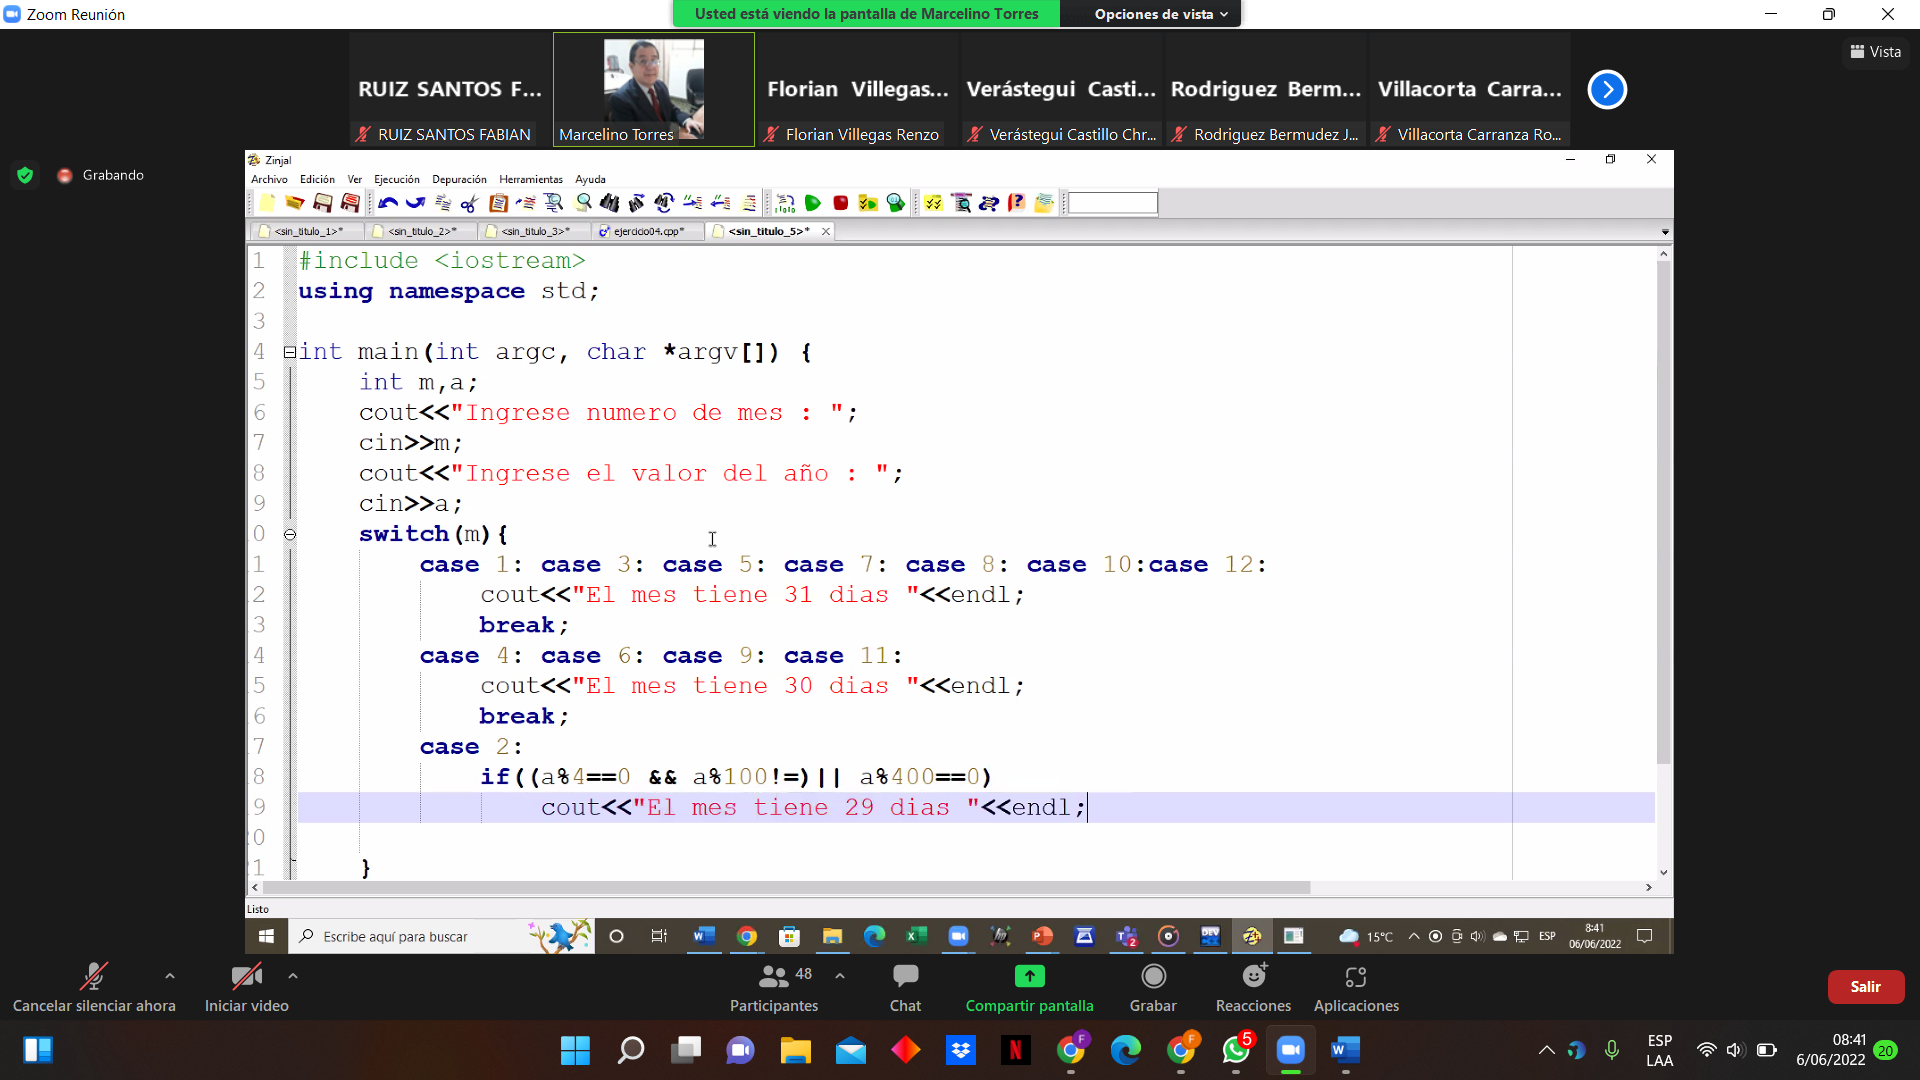 Zoom Reunión
Usted está viendo la pantalla de Marcelino Torres
Opciones de vista
Vista
RUIZ SANTOS F...
Florian Villegas...
Verástegui Casti...
Rodriguez Berm...
Villacorta Carra...
RUIZ SANTOS FABIAN
Marcelino Torres
Florian Villegas Renzo
Verástegui Castillo Chr...
Rodriguez Bermudez J...
Villacorta Carranza Ro...
Grabando
ZinjaI
Archivo Edición Ver Ejecución Depuración Herramientas Ayuda
<sin_titulo_1>* <sin_titulo_2>* <sin_titulo_3>* ejercicio04.cpp* <sin_titulo_5>*
1 #include <iostream>
2 using namespace std;
3
4 int main(int argc, char *argv[]) {
5 int m,a;
6 cout<<"Ingrese numero de mes : ";
7 cin>>m;
8 cout<<"Ingrese el valor del año : ";
9 cin>>a;
0 switch(m){
1 case 1: case 3: case 5: case 7: case 8: case 10:case 12:
2 cout<<"El mes tiene 31 dias "<<endl;
3 break;
4 case 4: case 6: case 9: case 11:
5 cout<<"El mes tiene 30 dias "<<endl;
6 break;
7 case 2:
8 if((a%4==0 && a%100!=)|| a%400==0)
9 cout<<"El mes tiene 29 dias "<<endl;
0
1 }
Listo
Escribe aquí para buscar
15°C
ESP
8:41
06/06/2022
Cancelar silenciar ahora
Iniciar video
48
Participantes
Chat
Compartir pantalla
Grabar
Reacciones
Aplicaciones
Salir
5
ESP
LAA
08:41
6/06/2022
20